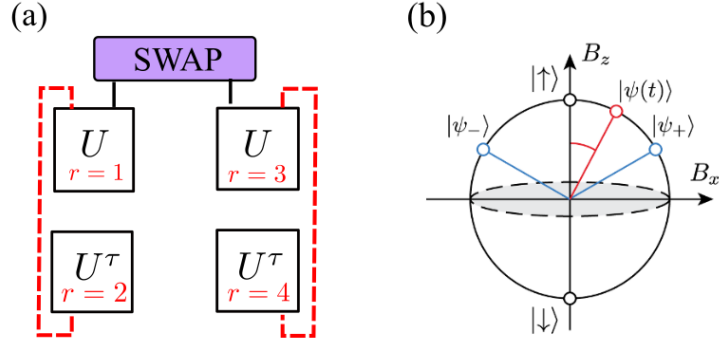 (a)
SWAP
U
r = 1
U
r = 3
U^τ
r = 2
U^τ
r = 4
(b)
B_z
|↑⟩
|ψ(t)⟩
|ψ_−⟩
|ψ_+⟩
B_x
|↓⟩